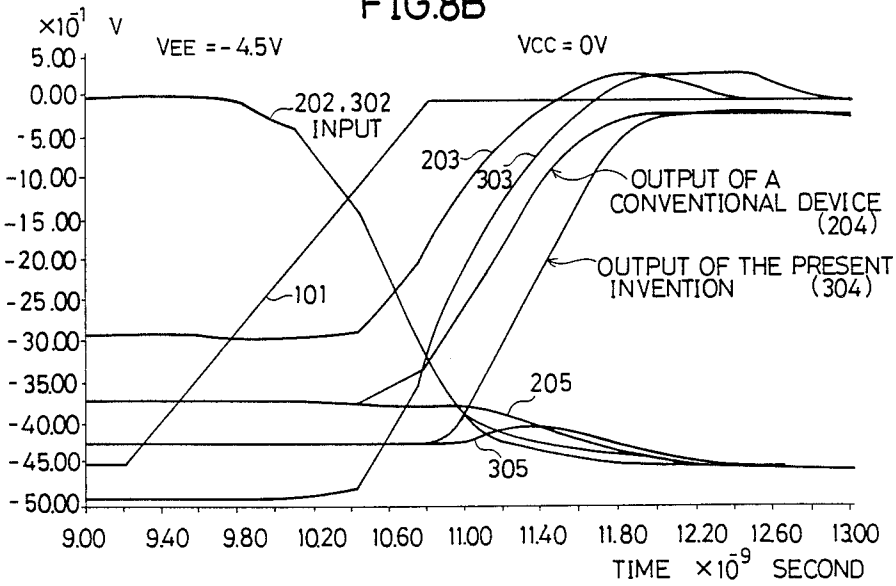 FIG.8B
×10⁻¹ V
VEE = -4.5V
VCC = 0V
5.00
0.00
-5.00
-10.00
-15.00
-20.00
-25.00
-30.00
-35.00
-40.00
-45.00
-50.00
202,302
INPUT
203
303
101
OUTPUT OF A
CONVENTIONAL DEVICE
(204)
OUTPUT OF THE PRESENT
INVENTION (304)
205
305
9.00 9.40 9.80 10.20 10.60 11.00 11.40 11.80 12.20 12.60 13.00
TIME ×10⁻⁹ SECOND